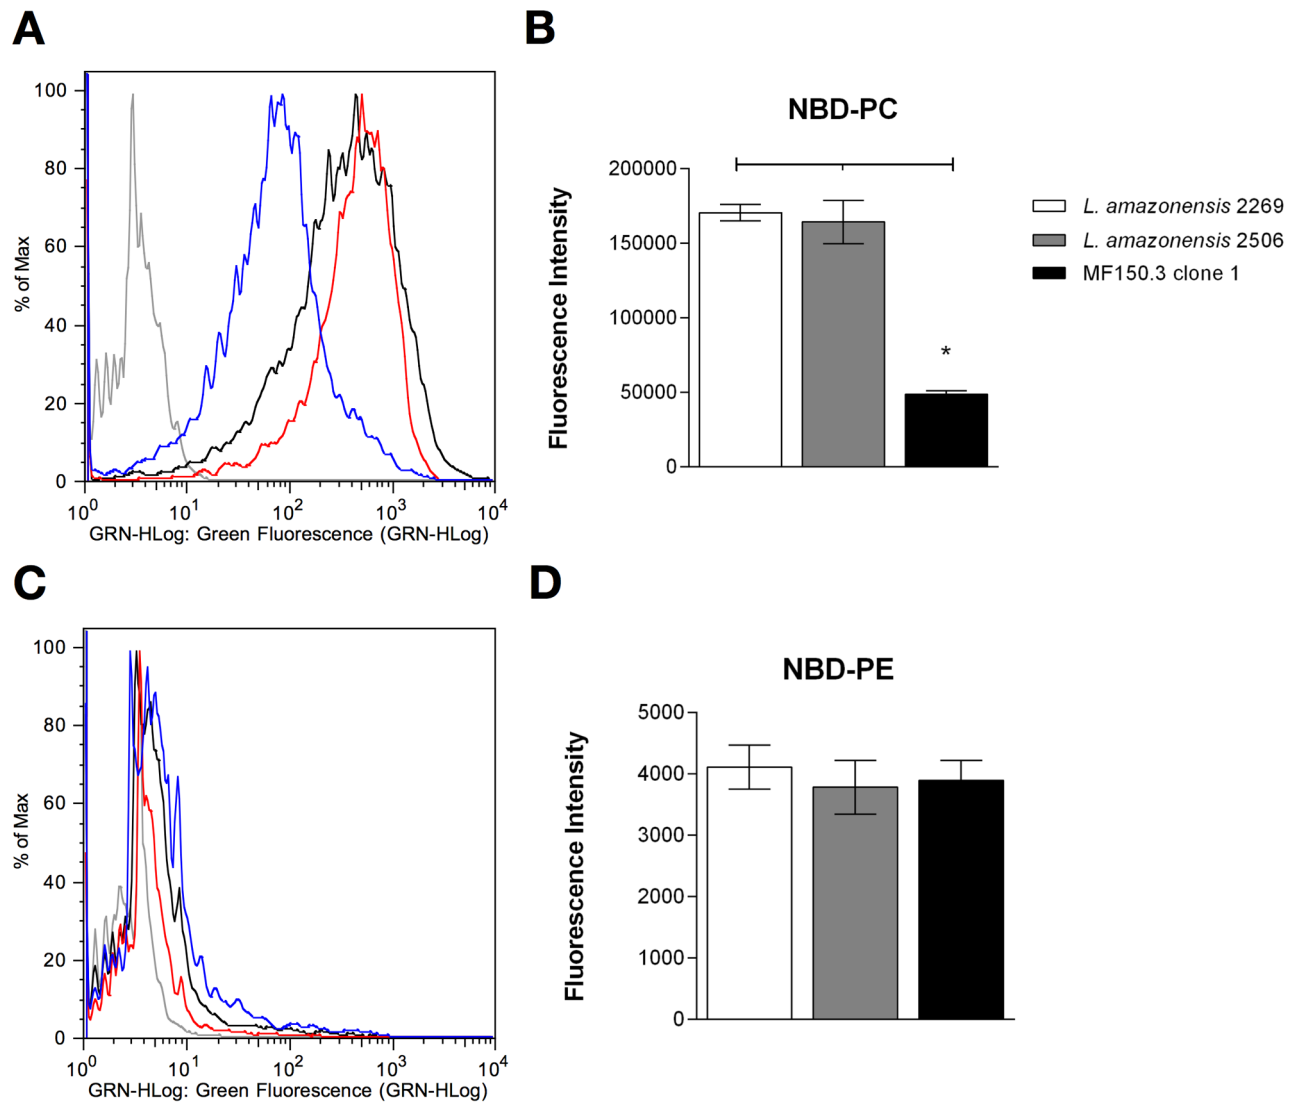 A
% of Max
100
80
60
40
20
0
10^0 10^1 10^2 10^3 10^4
GRN-HLog: Green Fluorescence (GRN-HLog)
B
NBD-PC
Fluorescence Intensity
200000
150000
100000
50000
0
*
L. amazonensis 2269
L. amazonensis 2506
MF150.3 clone 1
C
% of Max
100
80
60
40
20
0
10^0 10^1 10^2 10^3 10^4
GRN-HLog: Green Fluorescence (GRN-HLog)
D
NBD-PE
Fluorescence Intensity
5000
4000
3000
2000
1000
0